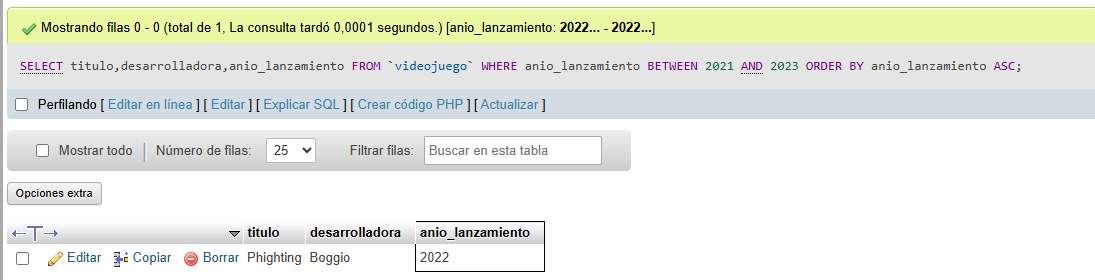 Mostrando filas 0 - 0 (total de 1, La consulta tardó 0,0001 segundos.) [anio_lanzamiento: 2022... - 2022...]
SELECT titulo,desarrolladora,anio_lanzamiento FROM `videojuego` WHERE anio_lanzamiento BETWEEN 2021 AND 2023 ORDER BY anio_lanzamiento ASC;
Perfilando [ Editar en línea ] [ Editar ] [ Explicar SQL ] [ Crear código PHP ] [ Actualizar ]
Mostrar todo Número de filas: 25 Filtrar filas: Buscar en esta tabla
Opciones extra
←T→ titulo desarrolladora anio_lanzamiento
Editar Copiar Borrar Phighting Boggio 2022